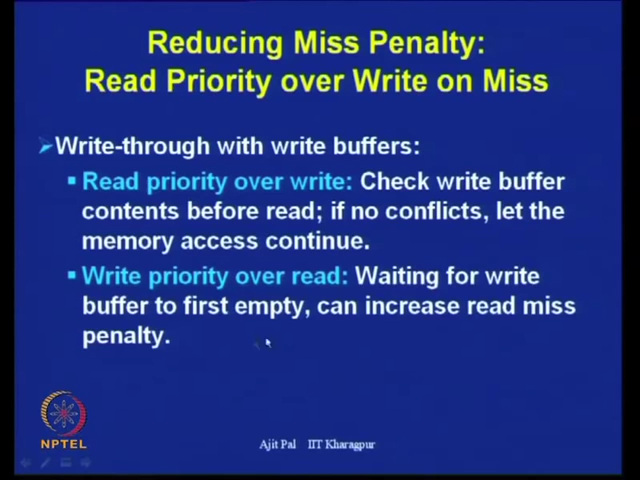 Reducing Miss Penalty:
Read Priority over Write on Miss
Write-through with write buffers:
Read priority over write: Check write buffer
contents before read; if no conflicts, let the
memory access continue.
Write priority over read: Waiting for write
buffer to first empty, can increase read miss
penalty.
NPTEL
Ajit Pal IIT Kharagpur